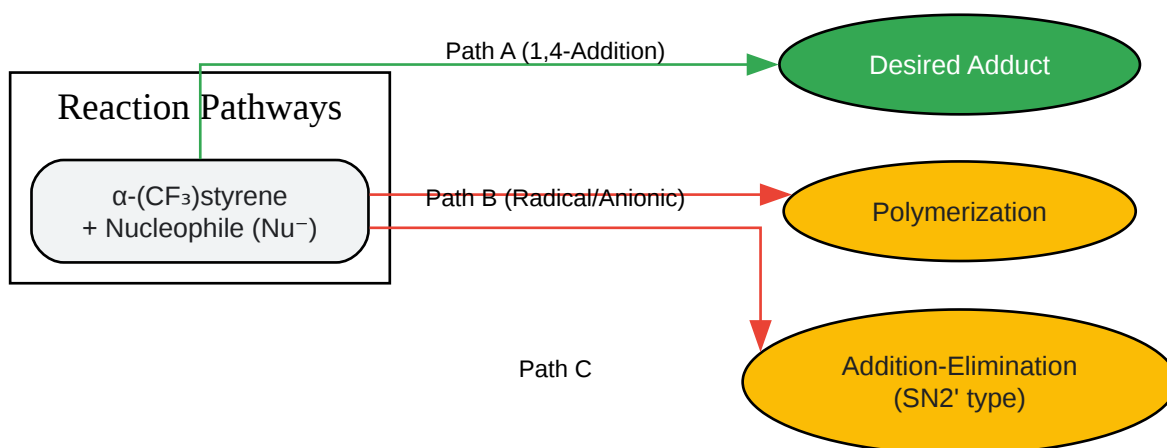 Path A (1,4-Addition)
Desired Adduct
Reaction Pathways
α-(CF₃)styrene
+ Nucleophile (Nu⁻)
Path B (Radical/Anionic)
Polymerization
Path C
Addition-Elimination
(SN2' type)